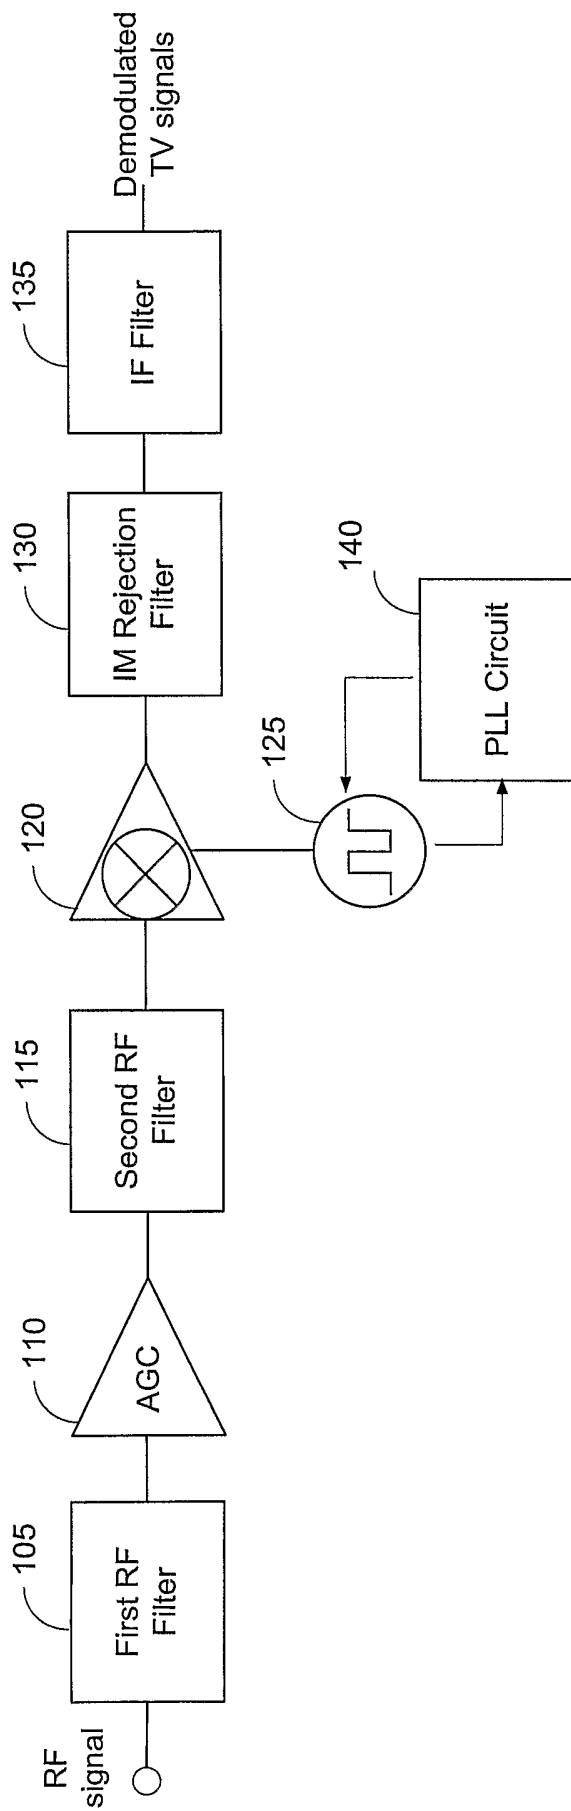 RF
signal
105
First RF
Filter
110
AGC
115
Second RF
Filter
120
125
130
IM Rejection
Filter
135
IF Filter
Demodulated
TV signals
140
PLL Circuit